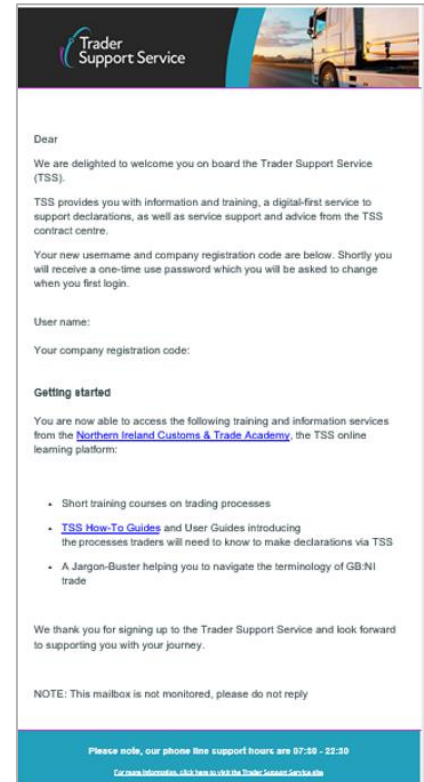 Trader
Support Service
Dear
We are delighted to welcome you on board the Trader Support Service
(TSS).
TSS provides you with information and training, a digital-first service to
support declarations, as well as service support and advice from the TSS
contract centre.
Your new username and company registration code are below. Shortly you
will receive a one-time use password which you will be asked to change
when you first login.
User name:
Your company registration code:
Getting started
You are now able to access the following training and information services
from the Northern Ireland Customs & Trade Academy, the TSS online
learning platform:
• Short training courses on trading processes
• TSS How-To Guides and User Guides introducing
the processes traders will need to know to make declarations via TSS
• A Jargon-Buster helping you to navigate the terminology of GB:NI
trade
We thank you for signing up to the Trader Support Service and look forward
to supporting you with your journey.
NOTE: This mailbox is not monitored, please do not reply
Please note, our phone line support hours are 07:30 - 22:30
For more information, click here to visit the Trader Support Service site